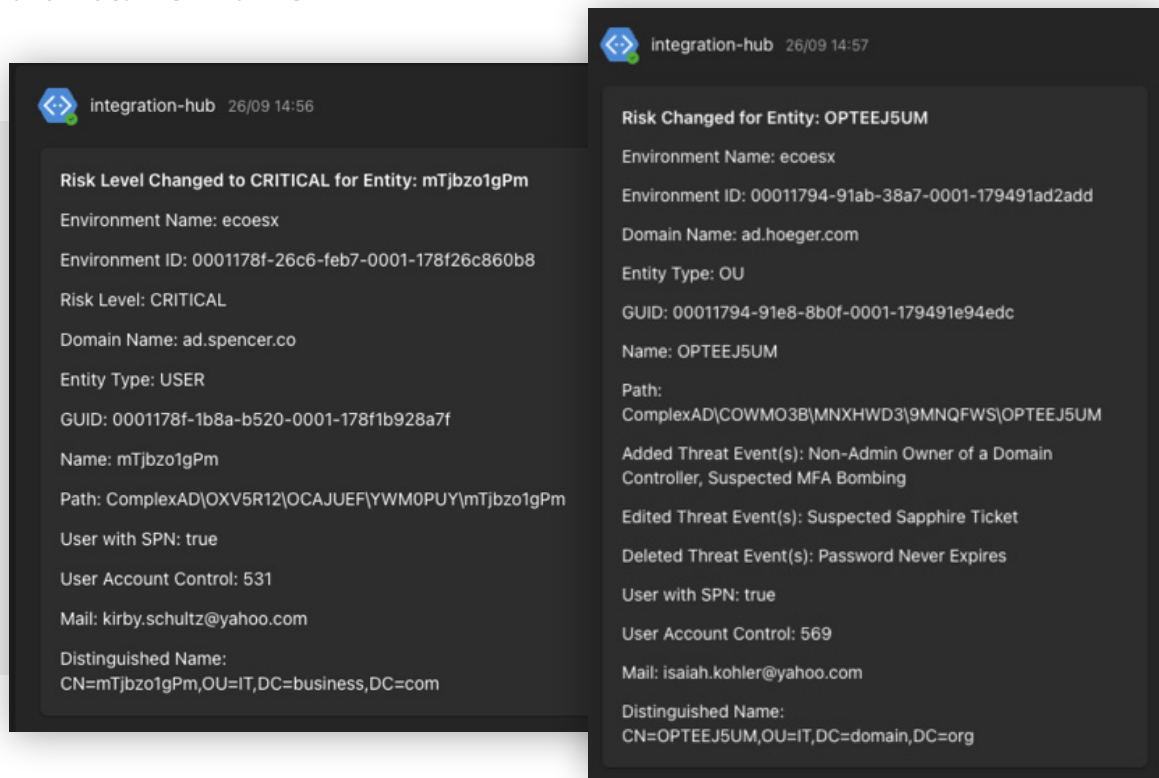 integration-hub 26/09 14:56
Risk Level Changed to CRITICAL for Entity: mTjbzo1gPm
Environment Name: ecoesx
Environment ID: 0001178f-26c6-feb7-0001-178f26c860b8
Risk Level: CRITICAL
Domain Name: ad.spencer.co
Entity Type: USER
GUID: 0001178f-1b8a-b520-0001-178f1b928a7f
Name: mTjbzo1gPm
Path: ComplexAD\OXV5R12\OCAJUEF\YWM0PUY\mTjbzo1gPm
User with SPN: true
User Account Control: 531
Mail: kirby.schultz@yahoo.com
Distinguished Name:
CN=mTjbzo1gPm,OU=IT,DC=business,DC=com
integration-hub 26/09 14:57
Risk Changed for Entity: OPTEEJ5UM
Environment Name: ecoesx
Environment ID: 00011794-91ab-38a7-0001-179491ad2add
Domain Name: ad.hoeger.com
Entity Type: OU
GUID: 00011794-91e8-8b0f-0001-179491e94edc
Name: OPTEEJ5UM
Path:
ComplexAD\COWMO3B\MNXHWD3\9MNQFWS\OPTEEJ5UM
Added Threat Event(s): Non-Admin Owner of a Domain
Controller, Suspected MFA Bombing
Edited Threat Event(s): Suspected Sapphire Ticket
Deleted Threat Event(s): Password Never Expires
User with SPN: true
User Account Control: 569
Mail: isaiah.kohler@yahoo.com
Distinguished Name:
CN=OPTEEJ5UM,OU=IT,DC=domain,DC=org